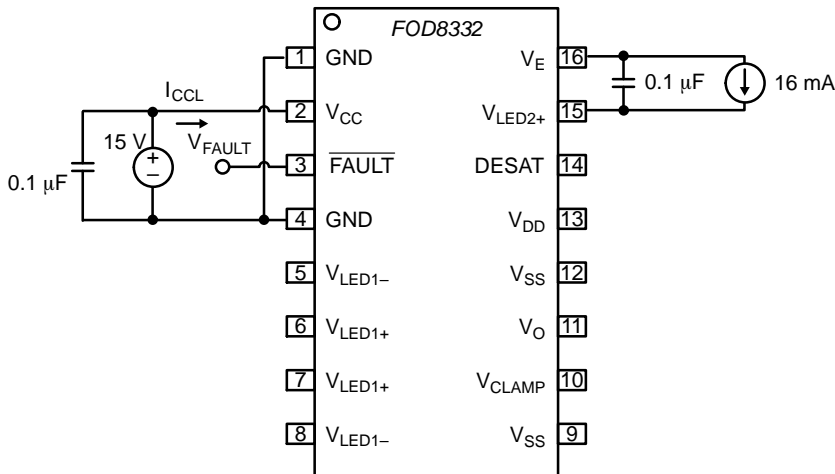 FOD8332
1 GND
2 VCC
3 FAULT
4 GND
5 VLED1–
6 VLED1+
7 VLED1+
8 VLED1–
VE 16
VLED2+ 15
DESAT 14
VDD 13
VSS 12
VO 11
VCLAMP 10
VSS 9
ICCL
15 V
+
–
VFAULT
0.1 μF
0.1 μF
16 mA